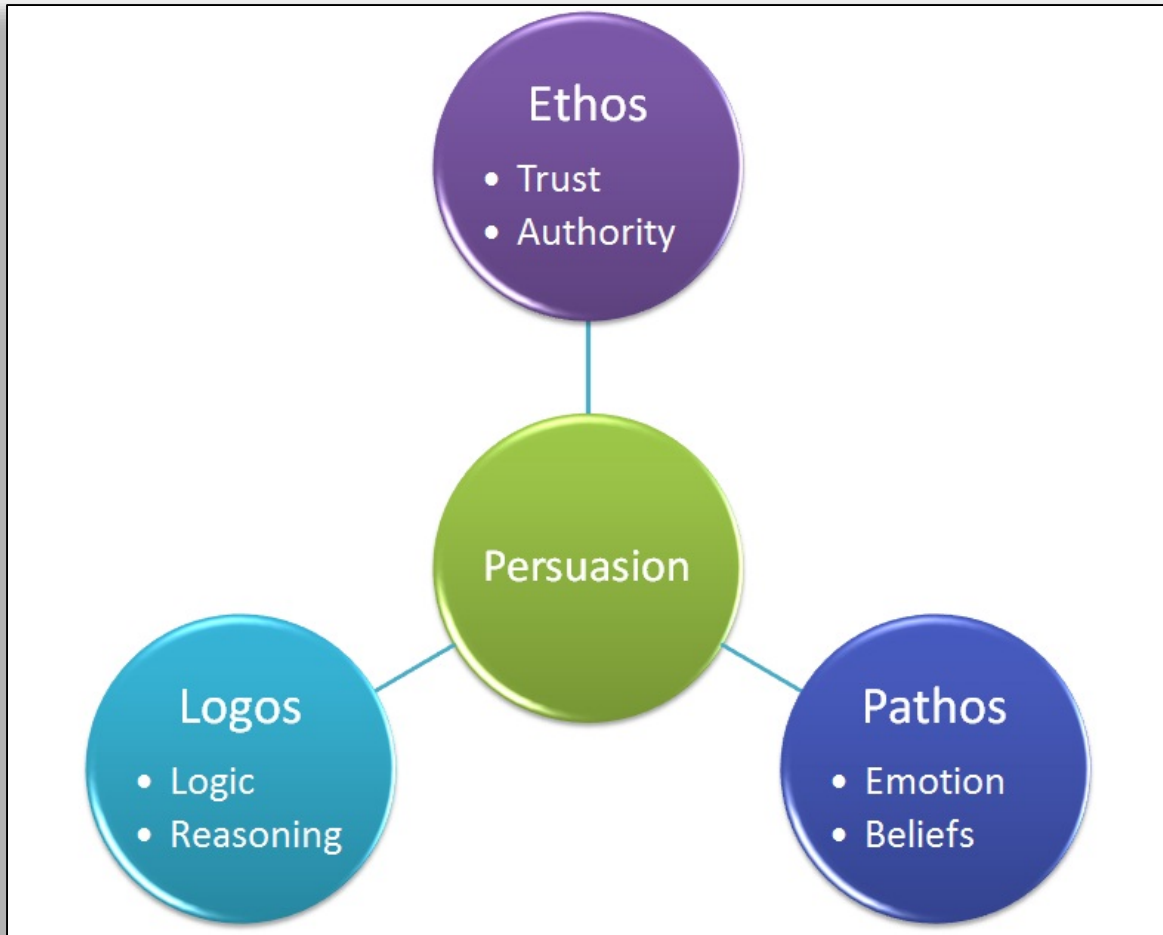 Ethos
• Trust
• Authority
Persuasion
Logos
• Logic
• Reasoning
Pathos
• Emotion
• Beliefs